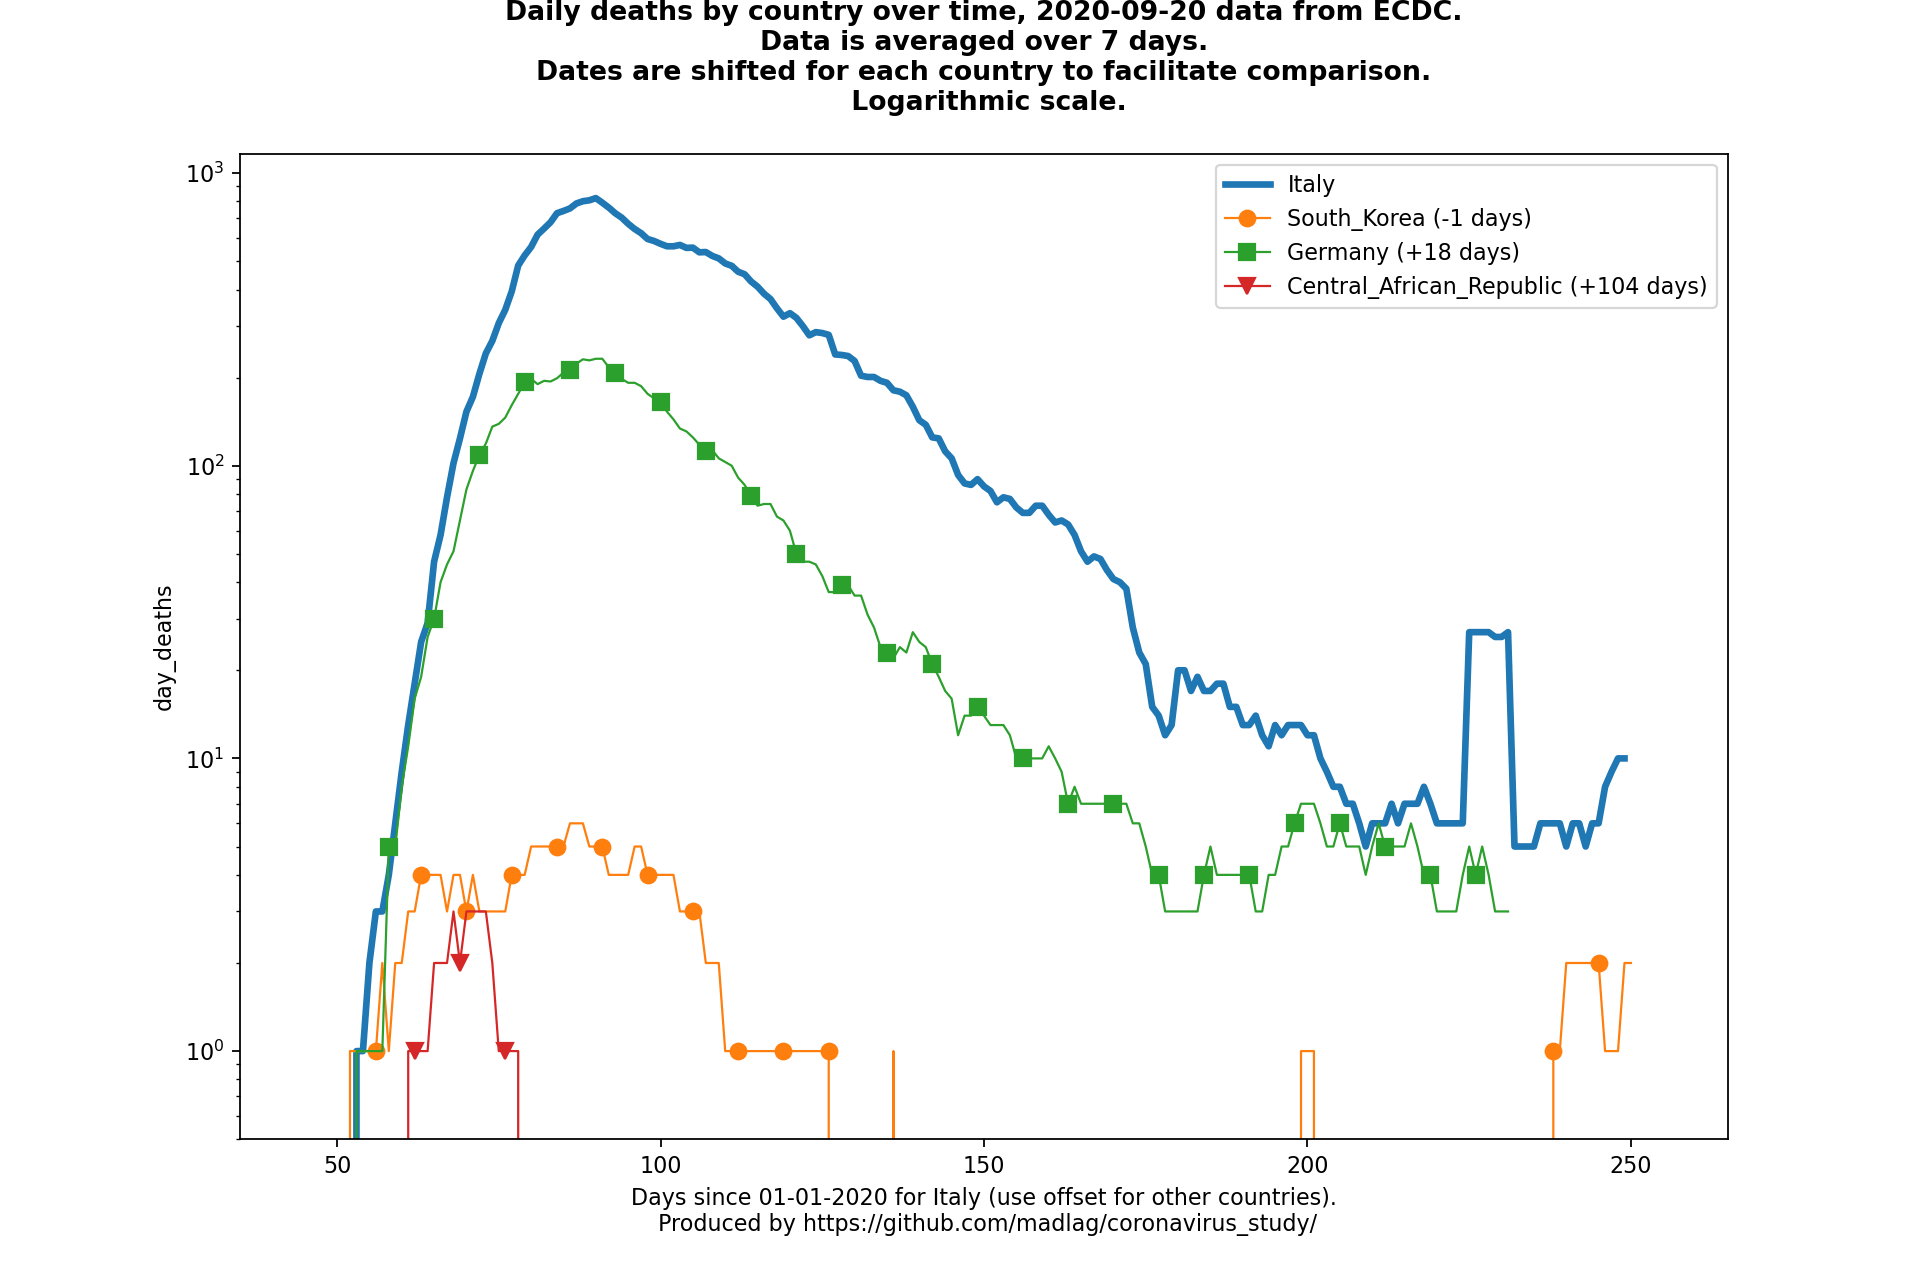 Daily deaths by country over time, 2020-09-20 data from ECDC.
Data is averaged over 7 days.
Dates are shifted for each country to facilitate comparison.
Logarithmic scale.
10³
10²
10¹
10⁰
day_deaths
Italy
South_Korea (-1 days)
Germany (+18 days)
Central_African_Republic (+104 days)
50 100 150 200 250
Days since 01-01-2020 for Italy (use offset for other countries).
Produced by https://github.com/madlag/coronavirus_study/